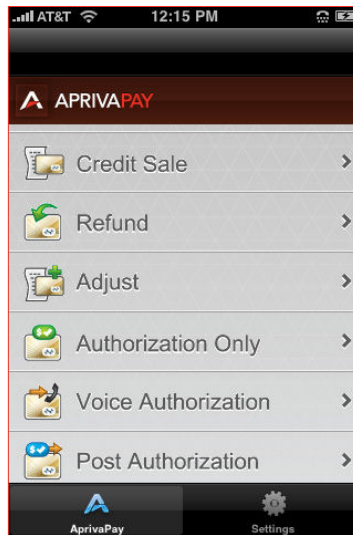 AT&T 12:15 PM
APRIVAPAY
Credit Sale
Refund
Adjust
Authorization Only
Voice Authorization
Post Authorization
AprivaPay Settings